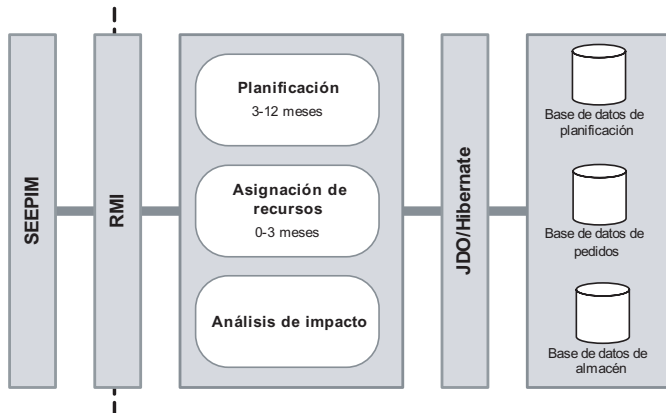 SEEPIM
RMI
Planificación
3-12 meses
Asignación de
recursos
0-3 meses
Análisis de impacto
JDO/Hibernate
Base de datos de
planificación
Base de datos de
pedidos
Base de datos de
almacén